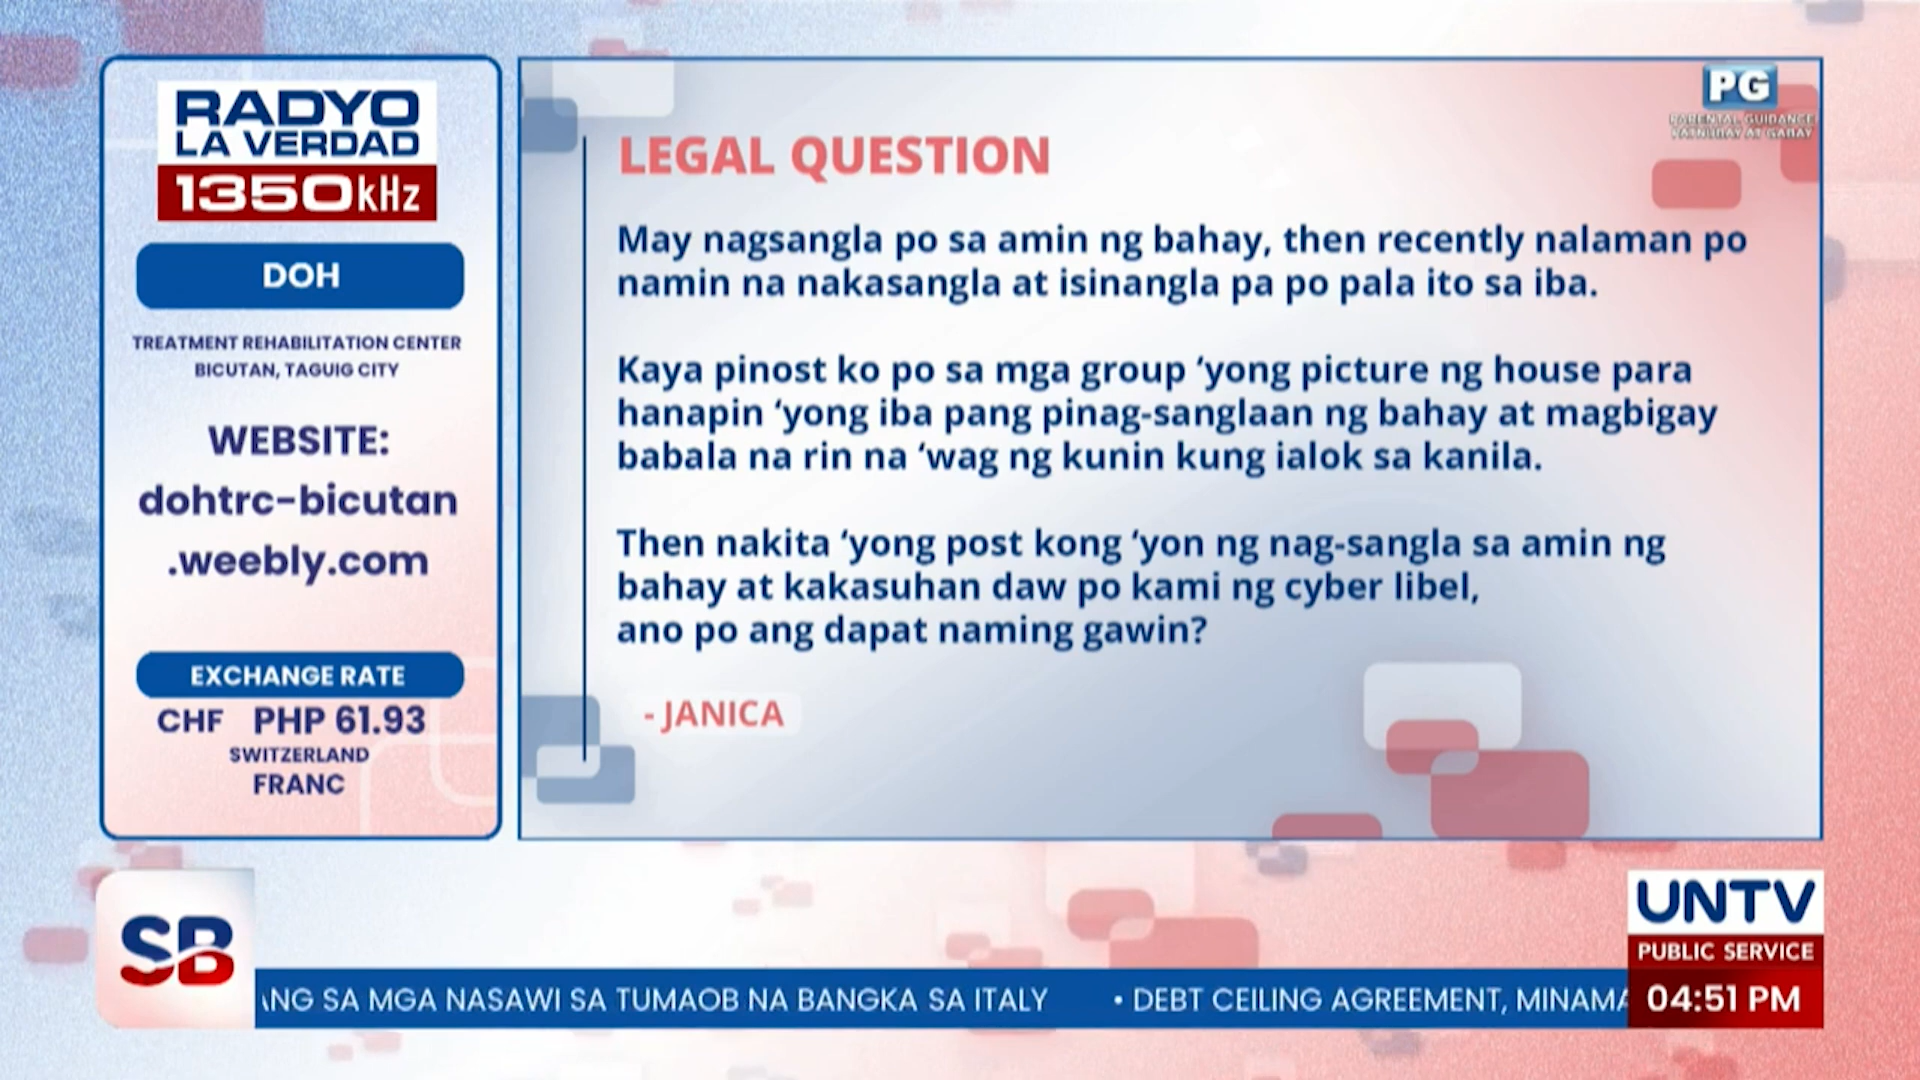 RADYO
LA VERDAD
1350kHz
DOH
TREATMENT REHABILITATION CENTER
BICUTAN, TAGUIG CITY
WEBSITE:
dohtrc-bicutan
.weebly.com
EXCHANGE RATE
CHF PHP 61.93
SWITZERLAND
FRANC
PG
PARENTAL GUIDANCE
PATNUBAY AT GABAY
LEGAL QUESTION
May nagsangla po sa amin ng bahay, then recently nalaman po
namin na nakasangla at isinangla pa po pala ito sa iba.
Kaya pinost ko po sa mga group ‘yong picture ng house para
hanapin ‘yong iba pang pinag-sanglaan ng bahay at magbigay
babala na rin na ‘wag ng kunin kung ialok sa kanila.
Then nakita ‘yong post kong ‘yon ng nag-sangla sa amin ng
bahay at kakasuhan daw po kami ng cyber libel,
ano po ang dapat naming gawin?
- JANICA
SB
NG SA MGA NASAWI SA TUMAOB NA BANGKA SA ITALY • DEBT CEILING AGREEMENT, MINAMA
UNTV
PUBLIC SERVICE
04:51 PM